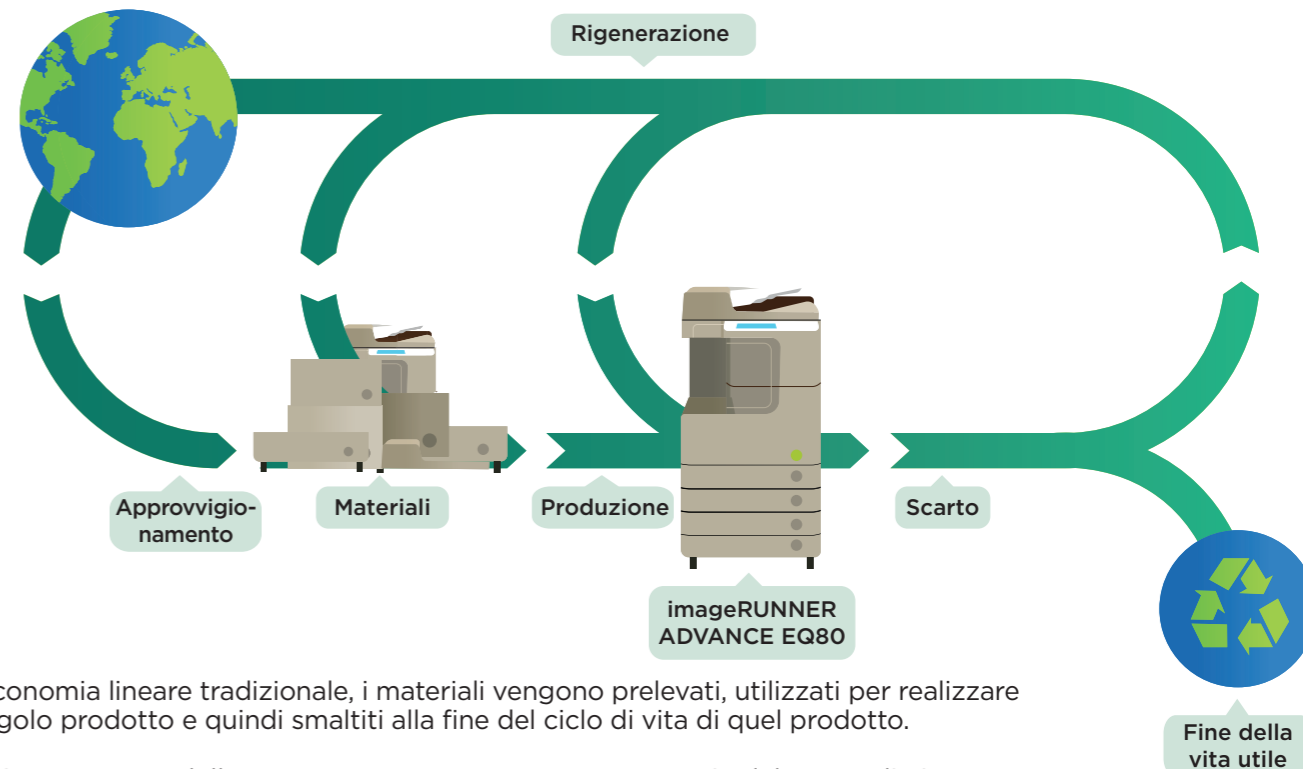 Rigenerazione
Approvvigio-
namento
Materiali
Produzione
Scarto
imageRUNNER
ADVANCE EQ80
Fine della
vita utile
conomia lineare tradizionale, i materiali vengono prelevati, utilizzati per realizzare
golo prodotto e quindi smaltiti alla fine del ciclo di vita di quel prodotto.